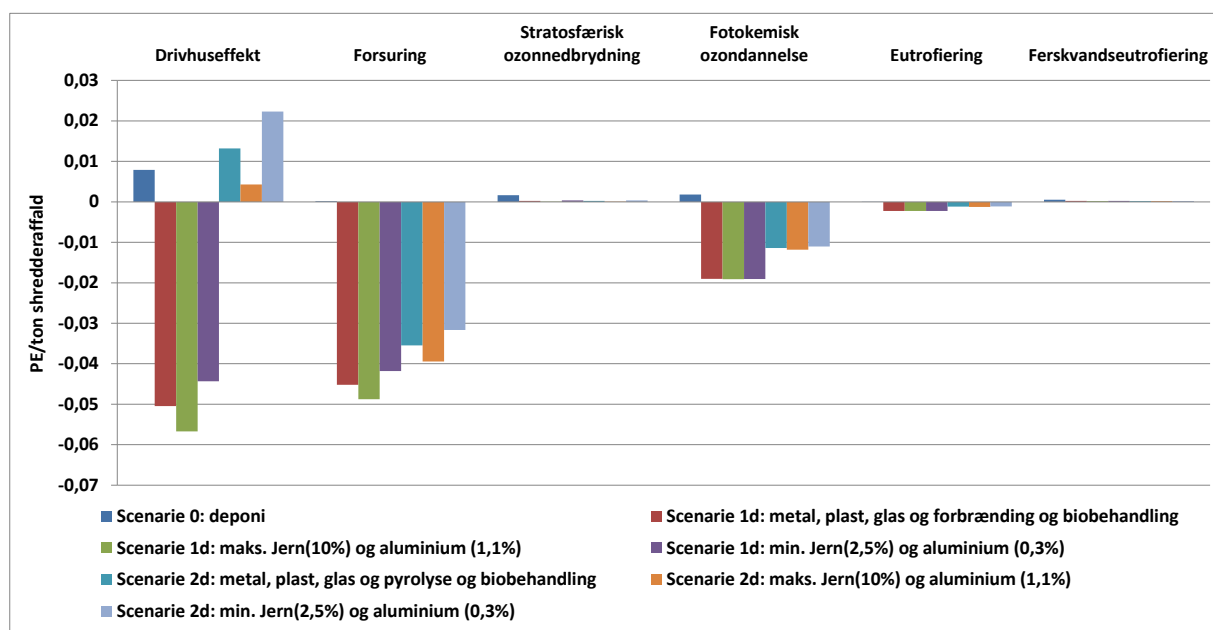 Drivhuseffekt
Forsuring
Stratosfærisk
ozonnedbrydning
Fotokemisk
ozondannelse
Eutrofiering
Ferskvandseutrofiering
0,03
0,02
0,01
0
-0,01
-0,02
-0,03
-0,04
-0,05
-0,06
-0,07
PE/ton shredderaffald
Scenarie 0: deponi
Scenarie 1d: metal, plast, glas og forbrænding og biobehandling
Scenarie 1d: maks. Jern(10%) og aluminium (1,1%)
Scenarie 1d: min. Jern(2,5%) og aluminium (0,3%)
Scenarie 2d: metal, plast, glas og pyrolyse og biobehandling
Scenarie 2d: maks. Jern(10%) og aluminium (1,1%)
Scenarie 2d: min. Jern(2,5%) og aluminium (0,3%)